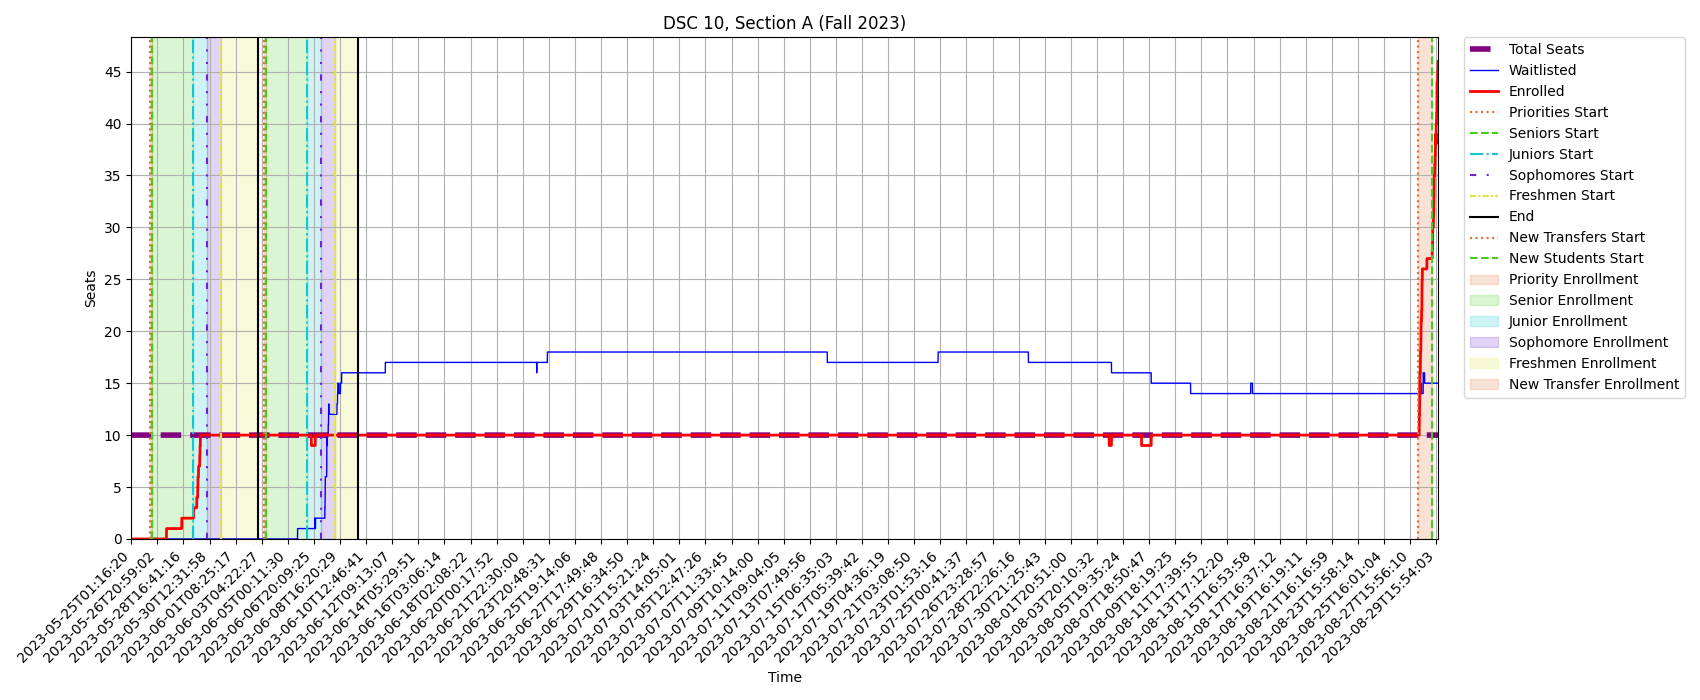 DSC 10, Section A (Fall 2023)
Seats
45
40
35
30
25
20
15
10
5
0
2023-05-25T01:16:20
2023-05-26T20:59:02
2023-05-28T16:41:16
2023-05-30T12:31:58
2023-06-01T08:25:17
2023-06-03T04:22:27
2023-06-05T00:11:30
2023-06-06T20:09:25
2023-06-08T16:20:29
2023-06-10T12:46:41
2023-06-12T09:13:07
2023-06-14T05:29:51
2023-06-16T03:06:14
2023-06-18T02:08:22
2023-06-20T00:17:52
2023-06-21T22:30:00
2023-06-23T20:48:31
2023-06-25T19:14:06
2023-06-27T17:49:48
2023-06-29T16:34:50
2023-07-01T15:21:24
2023-07-03T14:05:01
2023-07-05T12:47:26
2023-07-07T11:33:45
2023-07-09T10:14:00
2023-07-11T09:04:05
2023-07-13T07:49:56
2023-07-15T06:35:03
2023-07-17T05:39:42
2023-07-19T04:36:19
2023-07-21T03:08:50
2023-07-23T01:53:16
2023-07-25T00:41:37
2023-07-26T23:28:57
2023-07-28T22:26:16
2023-07-30T21:25:43
2023-08-01T20:51:00
2023-08-03T20:10:32
2023-08-05T19:35:24
2023-08-07T18:50:47
2023-08-09T18:19:25
2023-08-11T17:39:55
2023-08-13T17:12:20
2023-08-15T16:53:58
2023-08-17T16:37:12
2023-08-19T16:19:11
2023-08-21T16:16:59
2023-08-23T15:58:14
2023-08-25T16:01:04
2023-08-27T15:56:10
2023-08-29T15:54:03
Time
Total Seats
Waitlisted
Enrolled
Priorities Start
Seniors Start
Juniors Start
Sophomores Start
Freshmen Start
End
New Transfers Start
New Students Start
Priority Enrollment
Senior Enrollment
Junior Enrollment
Sophomore Enrollment
Freshmen Enrollment
New Transfer Enrollment